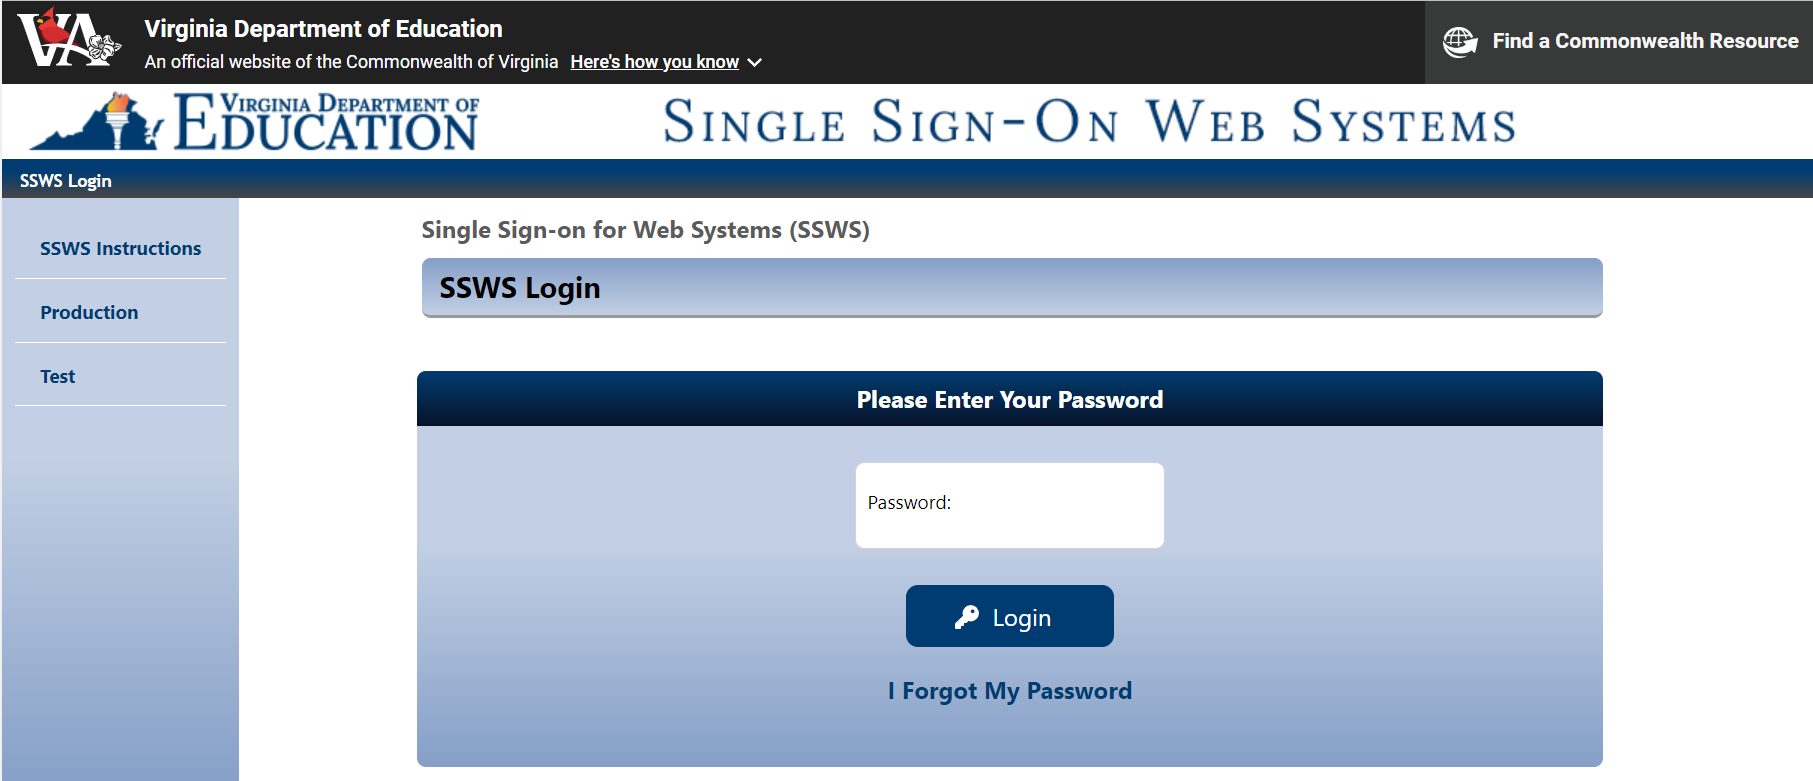 VA
Virginia Department of Education
An official website of the Commonwealth of Virginia Here's how you know
Find a Commonwealth Resource
VIRGINIA DEPARTMENT OF
EDUCATION
SINGLE SIGN-ON WEB SYSTEMS
SSWS Login
SSWS Instructions
Production
Test
Single Sign-on for Web Systems (SSWS)
SSWS Login
Please Enter Your Password
Password:
Login
I Forgot My Password